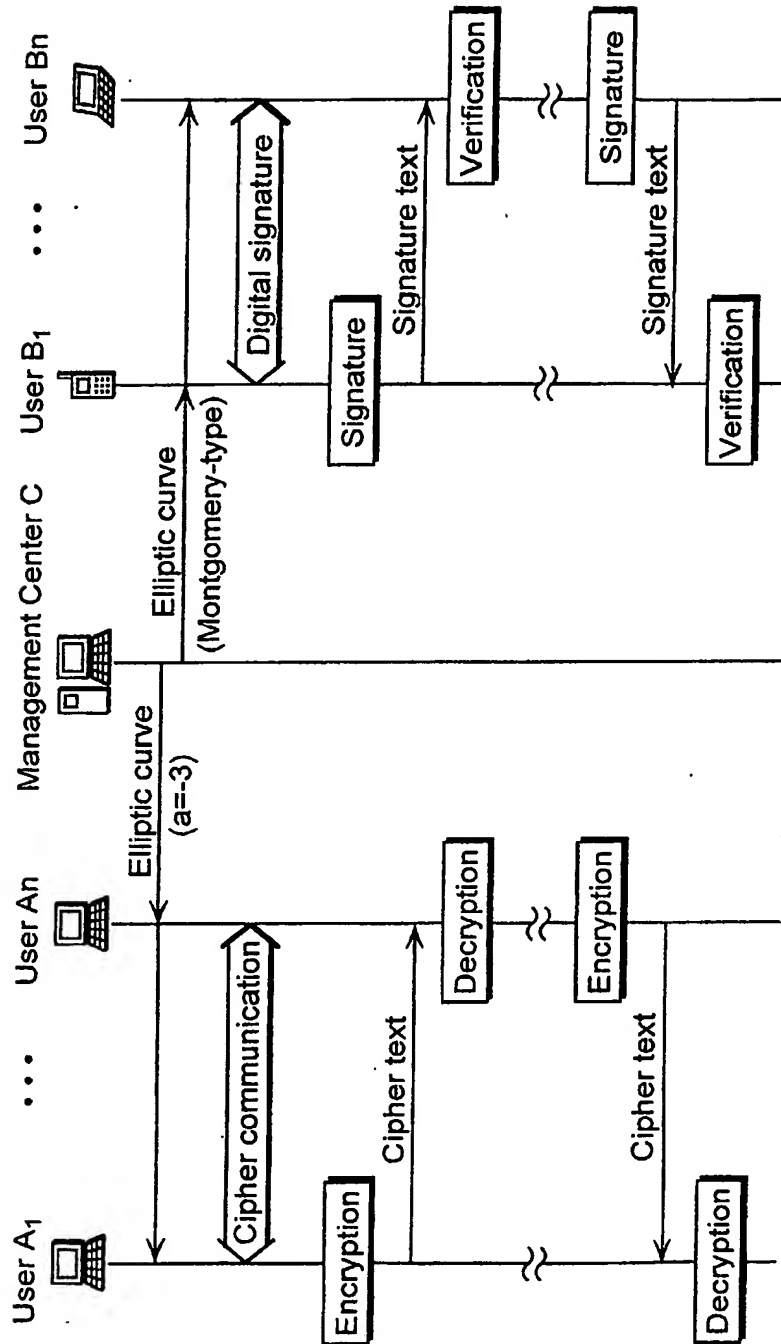 User A1
• • •
User An
Management Center C
User B1
• • •
User Bn
Elliptic curve
(a=-3)
Elliptic curve
(Montgomery-type)
Cipher communication
Digital signature
Encryption
Signature
Cipher text
Signature text
Decryption
Verification
Encryption
Signature
Cipher text
Signature text
Decryption
Verification